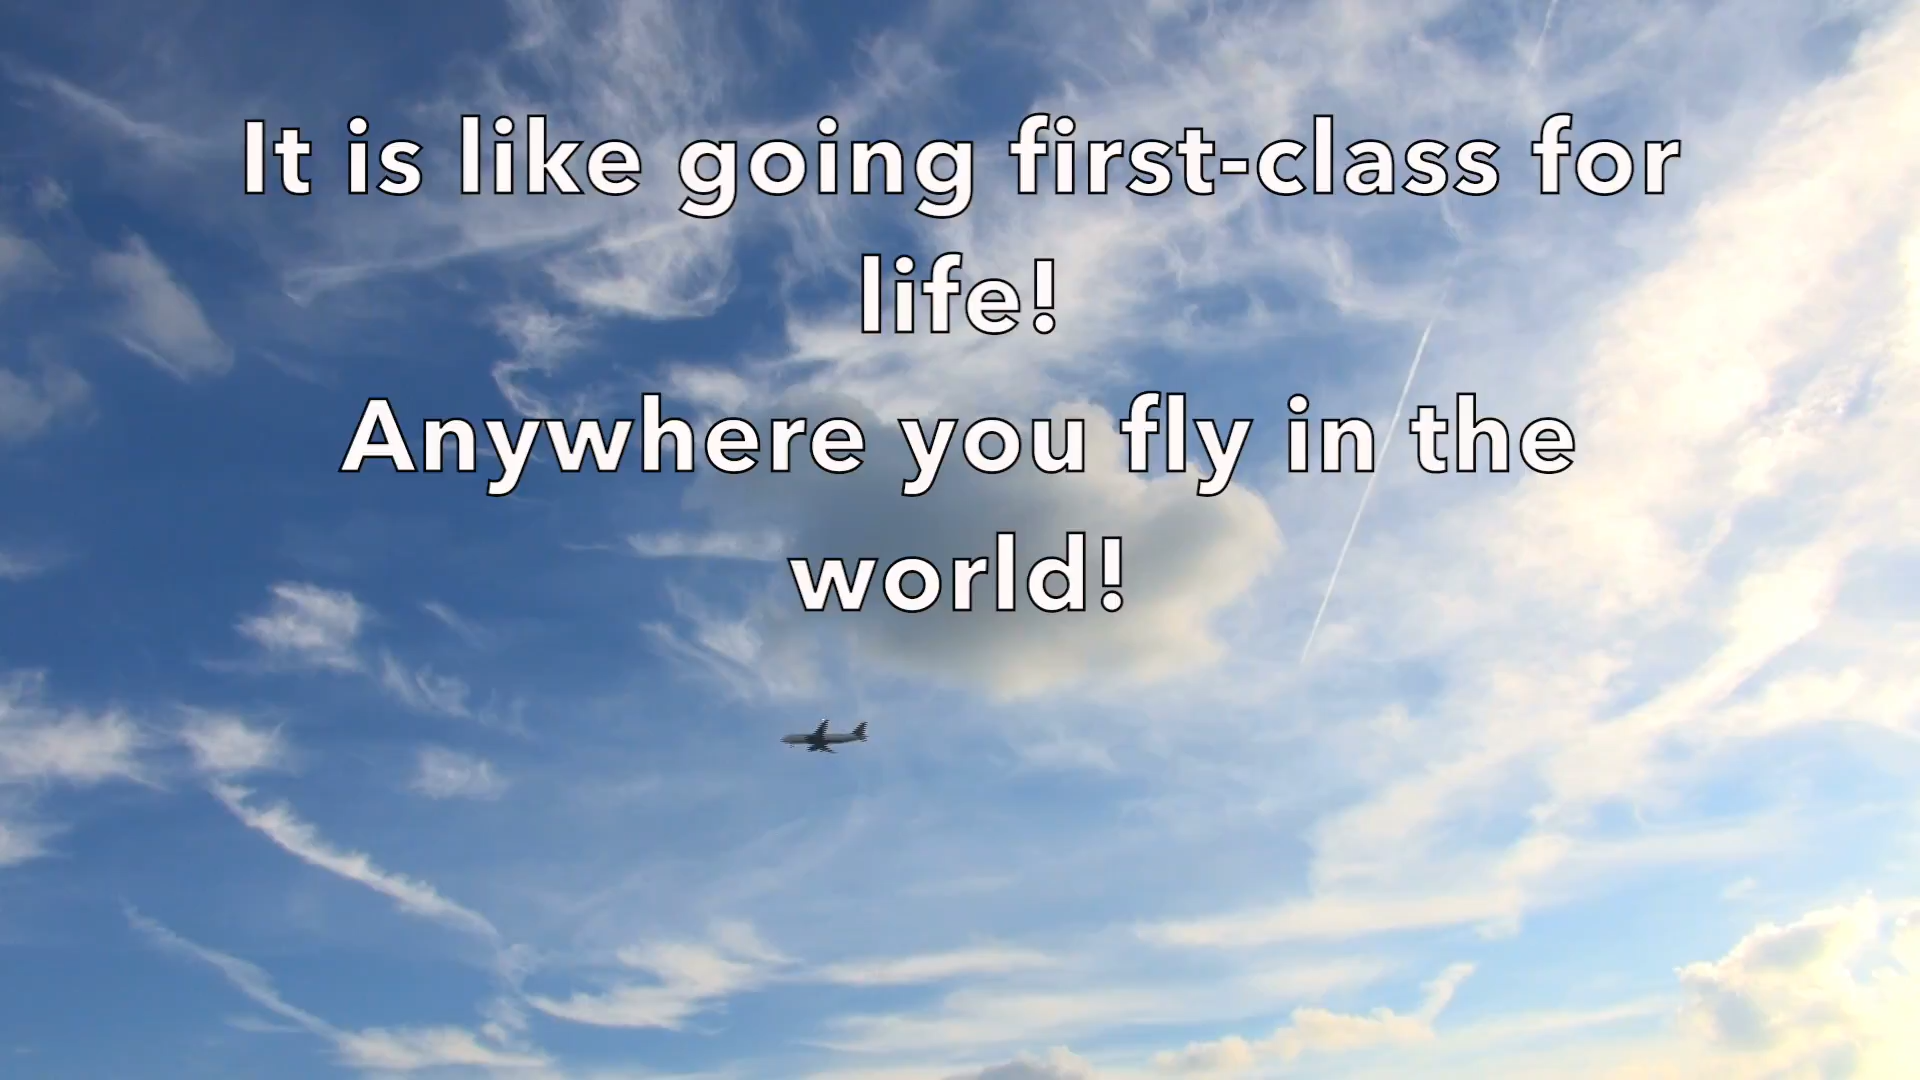 It is like going first-class for
life!
Anywhere you fly in the
world!